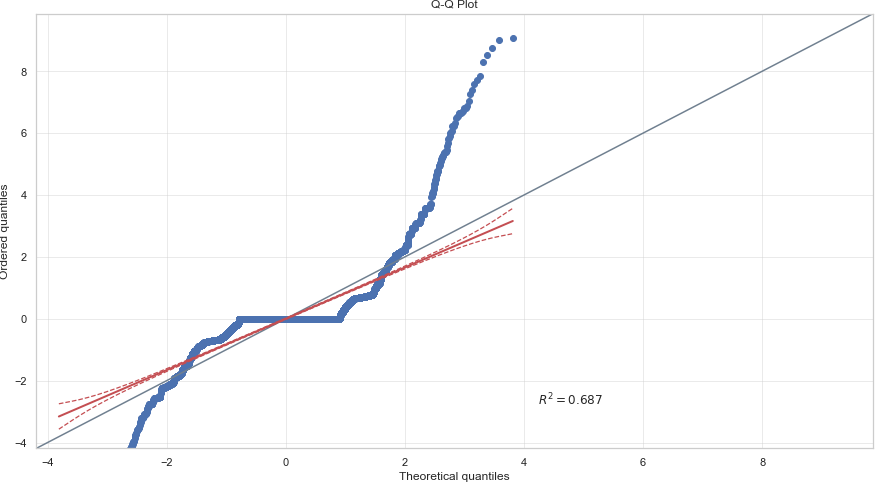 Q-Q Plot
Ordered quantiles
8
6
4
2
0
−2
−4
R² = 0.687
−4 −2 0 2 4 6 8
Theoretical quantiles